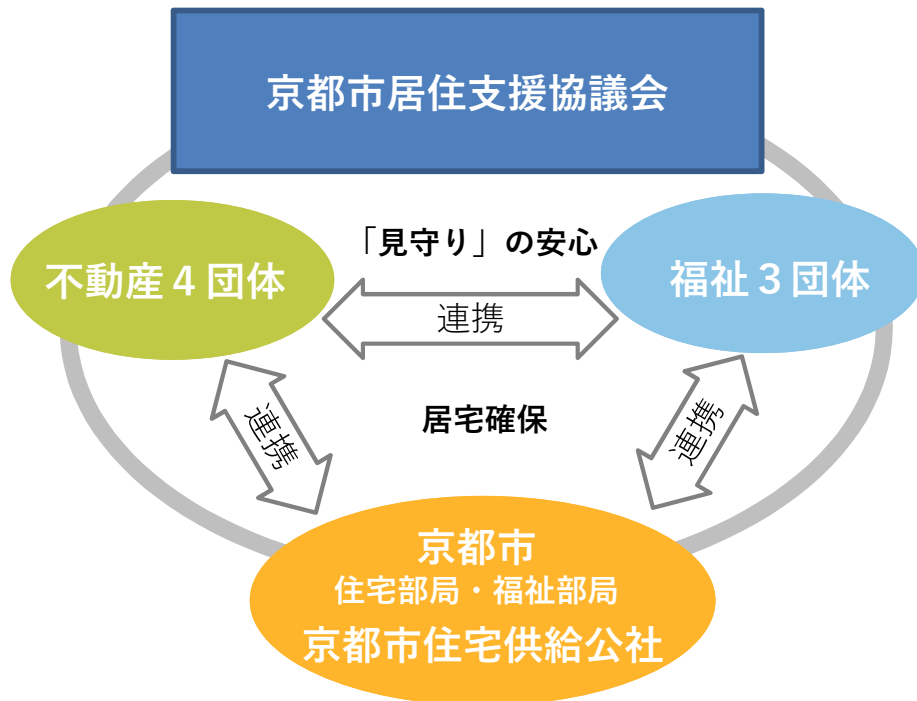 京都市居住支援協議会
「見守り」の安心
不動産４団体
福祉３団体
連携
居宅確保
連携
連携
京都市
住宅部局・福祉部局
京都市住宅供給公社